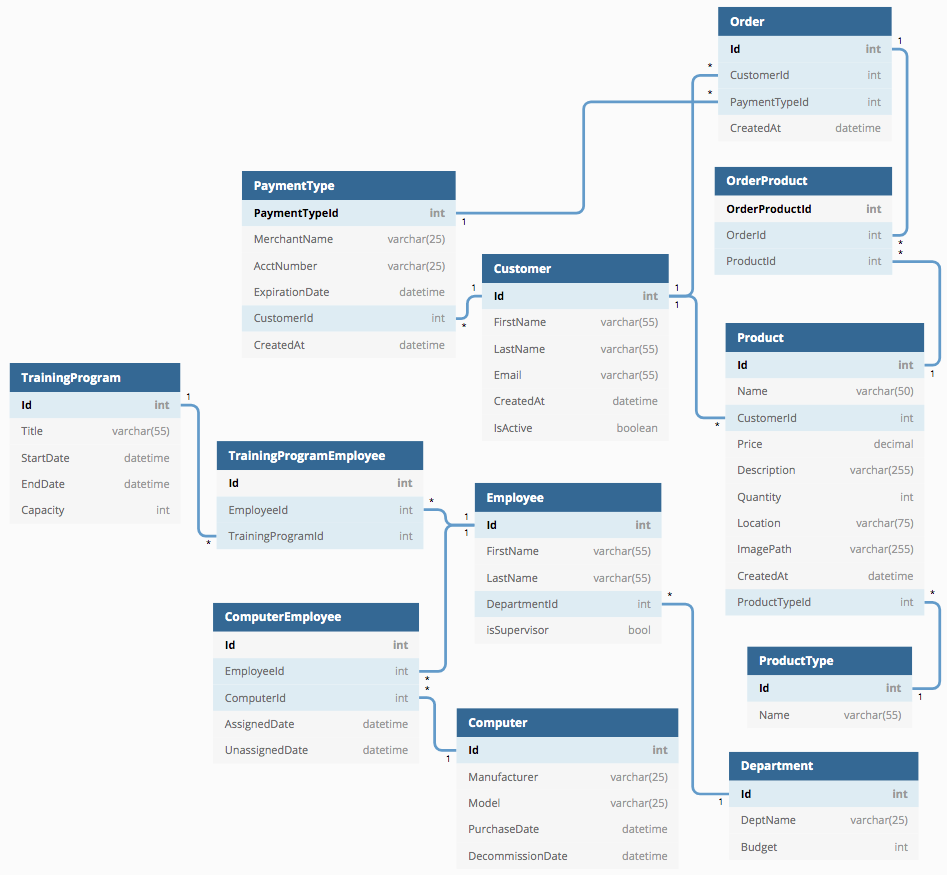 Order
Id int
CustomerId int
PaymentTypeId int
CreatedAt datetime
1
*
*
OrderProduct
OrderProductId int
OrderId int
ProductId int
*
*
PaymentType
PaymentTypeId int
MerchantName varchar(25)
AcctNumber varchar(25)
ExpirationDate datetime
CustomerId int
CreatedAt datetime
1
*
Customer
Id int
FirstName varchar(55)
LastName varchar(55)
Email varchar(55)
CreatedAt datetime
IsActive boolean
1
1
1
Product
Id int
Name varchar(50)
CustomerId int
Price decimal
Description varchar(255)
Quantity int
Location varchar(75)
ImagePath varchar(255)
CreatedAt datetime
ProductTypeId int
1
*
*
TrainingProgram
Id int
Title varchar(55)
StartDate datetime
EndDate datetime
Capacity int
1
TrainingProgramEmployee
Id int
EmployeeId int
TrainingProgramId int
*
*
Employee
Id int
FirstName varchar(55)
LastName varchar(55)
DepartmentId int
isSupervisor bool
1
1
*
ComputerEmployee
Id int
EmployeeId int
ComputerId int
AssignedDate datetime
UnassignedDate datetime
*
*
ProductType
Id int
Name varchar(55)
1
Computer
Id int
Manufacturer varchar(25)
Model varchar(25)
PurchaseDate datetime
DecommissionDate datetime
1
Department
Id int
DeptName varchar(25)
Budget int
1